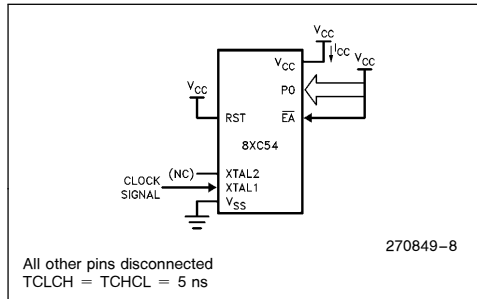 VCC
ICC
VCC
VCC
VCC
P0
RST
EA
8XC54
(NC)
XTAL2
CLOCK
SIGNAL
XTAL1
VSS
270849–8
All other pins disconnected
TCLCH = TCHCL = 5 ns